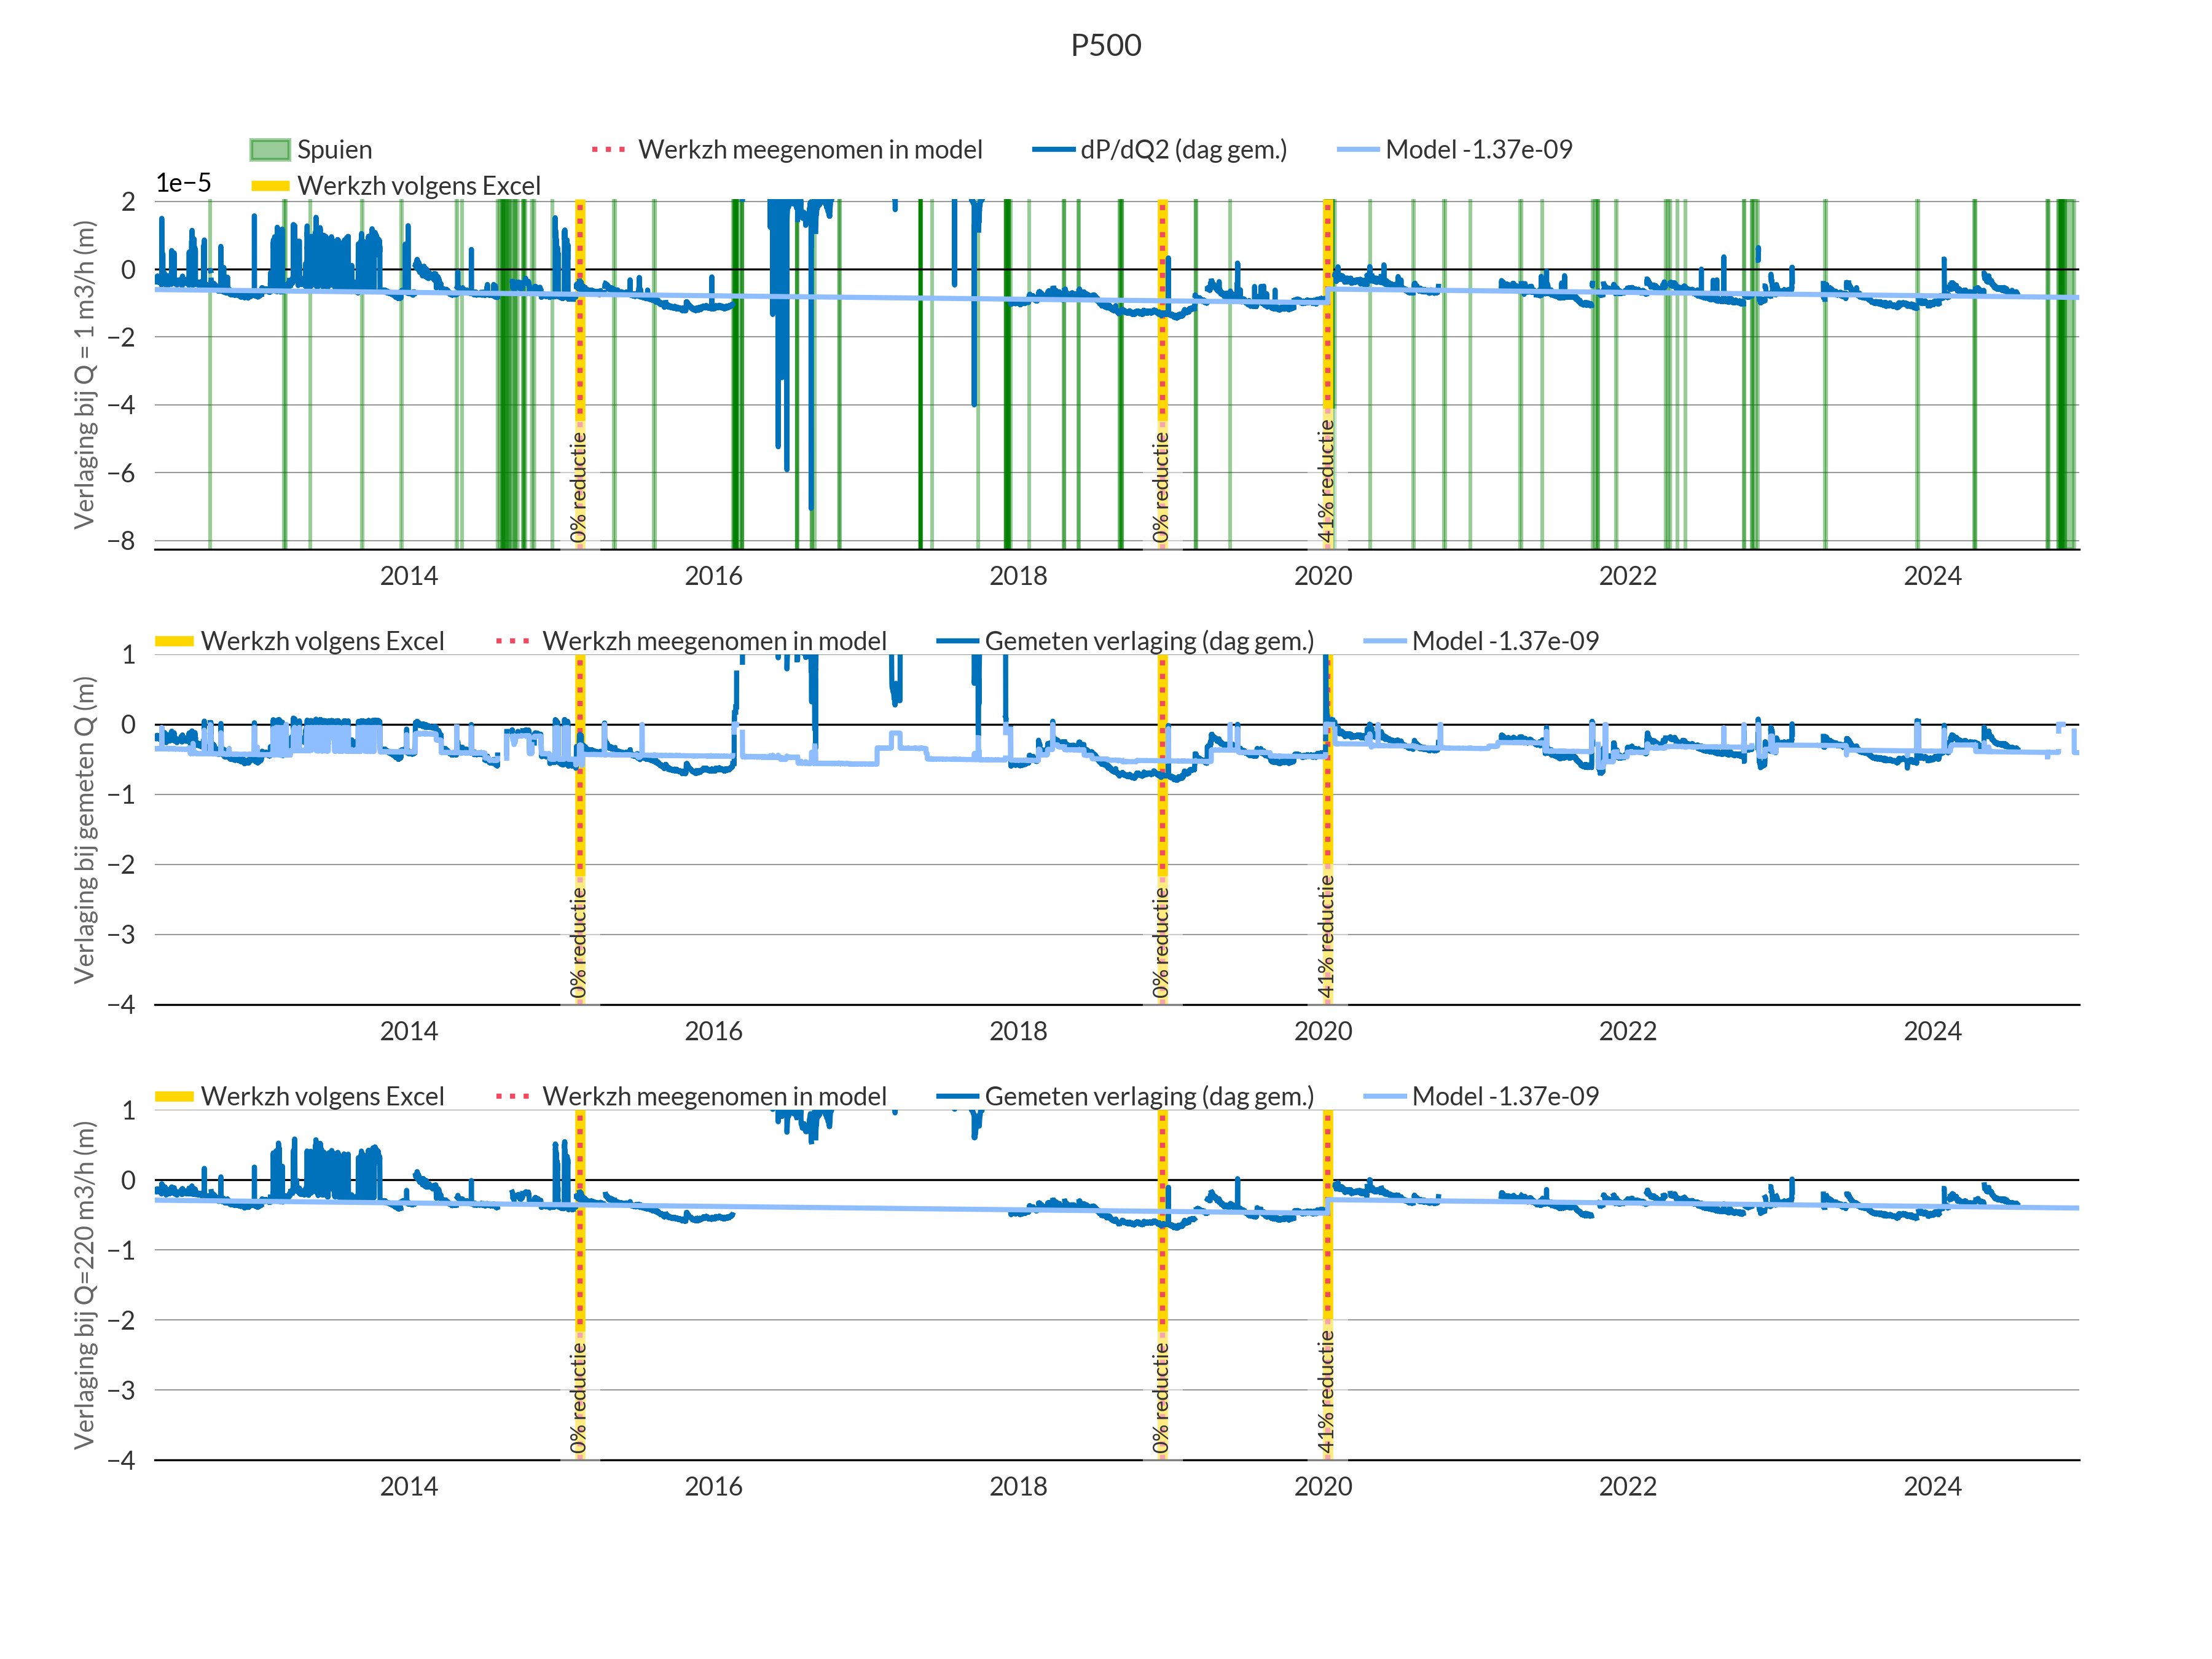 P500
Spuien
Werkzh meegenomen in model
dP/dQ2 (dag gem.)
Model -1.37e-09
Werkzh volgens Excel
1e−5
Verlaging bij Q = 1 m3/h (m)
2
0
−2
−4
−6
−8
0% reductie
0% reductie
41% reductie
2014 2016 2018 2020 2022 2024
Werkzh volgens Excel
Werkzh meegenomen in model
Gemeten verlaging (dag gem.)
Model -1.37e-09
Verlaging bij gemeten Q (m)
1
0
−1
−2
−3
−4
0% reductie
0% reductie
41% reductie
2014 2016 2018 2020 2022 2024
Werkzh volgens Excel
Werkzh meegenomen in model
Gemeten verlaging (dag gem.)
Model -1.37e-09
Verlaging bij Q=220 m3/h (m)
1
0
−1
−2
−3
−4
0% reductie
0% reductie
41% reductie
2014 2016 2018 2020 2022 2024